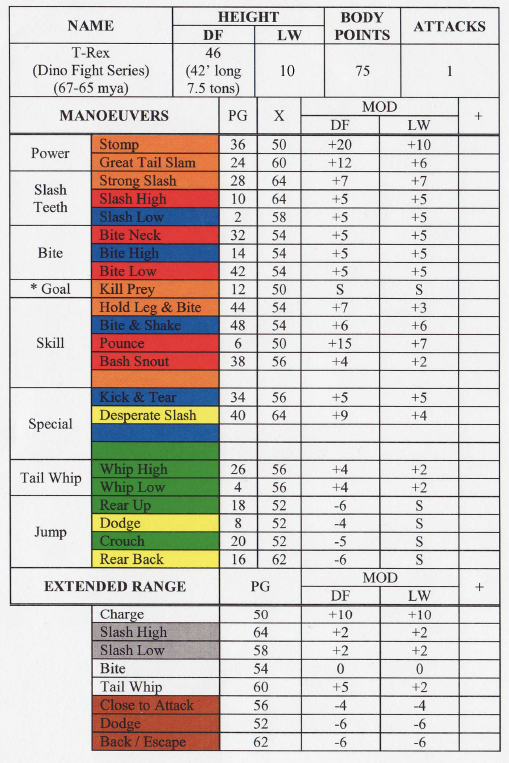 NAME HEIGHT BODY POINTS ATTACKS
DF LW
T-Rex (Dino Fight Series) (67-65 mya) 46 (42’ long 7.5 tons) 10 75 1
MANOEUVERS PG X MOD +
DF LW
Power Stomp 36 50 +20 +10
Great Tail Slam 24 60 +12 +6
Slash Teeth Strong Slash 28 64 +7 +7
Slash High 10 64 +5 +5
Slash Low 2 58 +5 +5
Bite Bite Neck 32 54 +5 +5
Bite High 14 54 +5 +5
Bite Low 42 54 +5 +5
* Goal Kill Prey 12 50 S S
Skill Hold Leg & Bite 44 54 +7 +3
Bite & Shake 48 54 +6 +6
Pounce 6 50 +15 +7
Bash Snout 38 56 +4 +2
Special Kick & Tear 34 56 +5 +5
Desperate Slash 40 64 +9 +4
Tail Whip Whip High 26 56 +4 +2
Whip Low 4 56 +4 +2
Jump Rear Up 18 52 -6 S
Dodge 8 52 -4 S
Crouch 20 52 -5 S
Rear Back 16 62 -6 S
EXTENDED RANGE PG MOD +
DF LW
Charge 50 +10 +10
Slash High 64 +2 +2
Slash Low 58 +2 +2
Bite 54 0 0
Tail Whip 60 +5 +2
Close to Attack 56 -4 -4
Dodge 52 -6 -6
Back / Escape 62 -6 -6